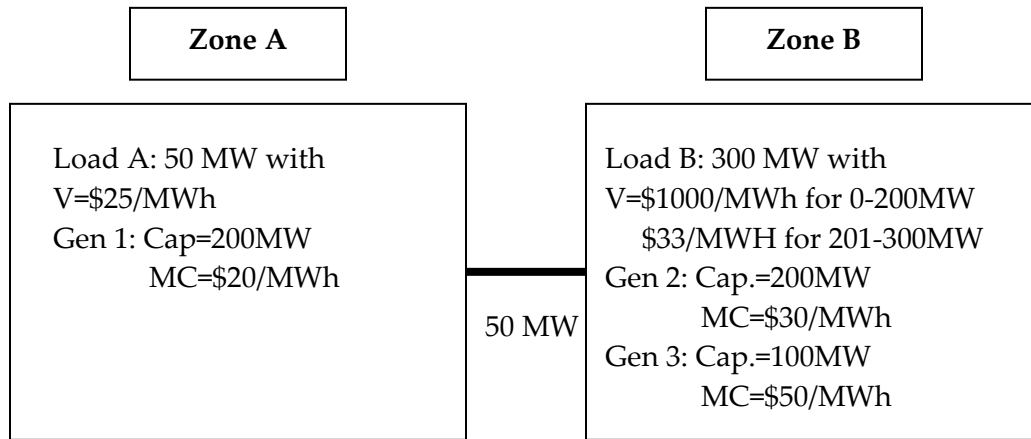 Zone A
Zone B
Load A: 50 MW with
V=$25/MWh
Gen 1: Cap=200MW
MC=$20/MWh
50 MW
Load B: 300 MW with
V=$1000/MWh for 0-200MW
$33/MWH for 201-300MW
Gen 2: Cap.=200MW
MC=$30/MWh
Gen 3: Cap.=100MW
MC=$50/MWh